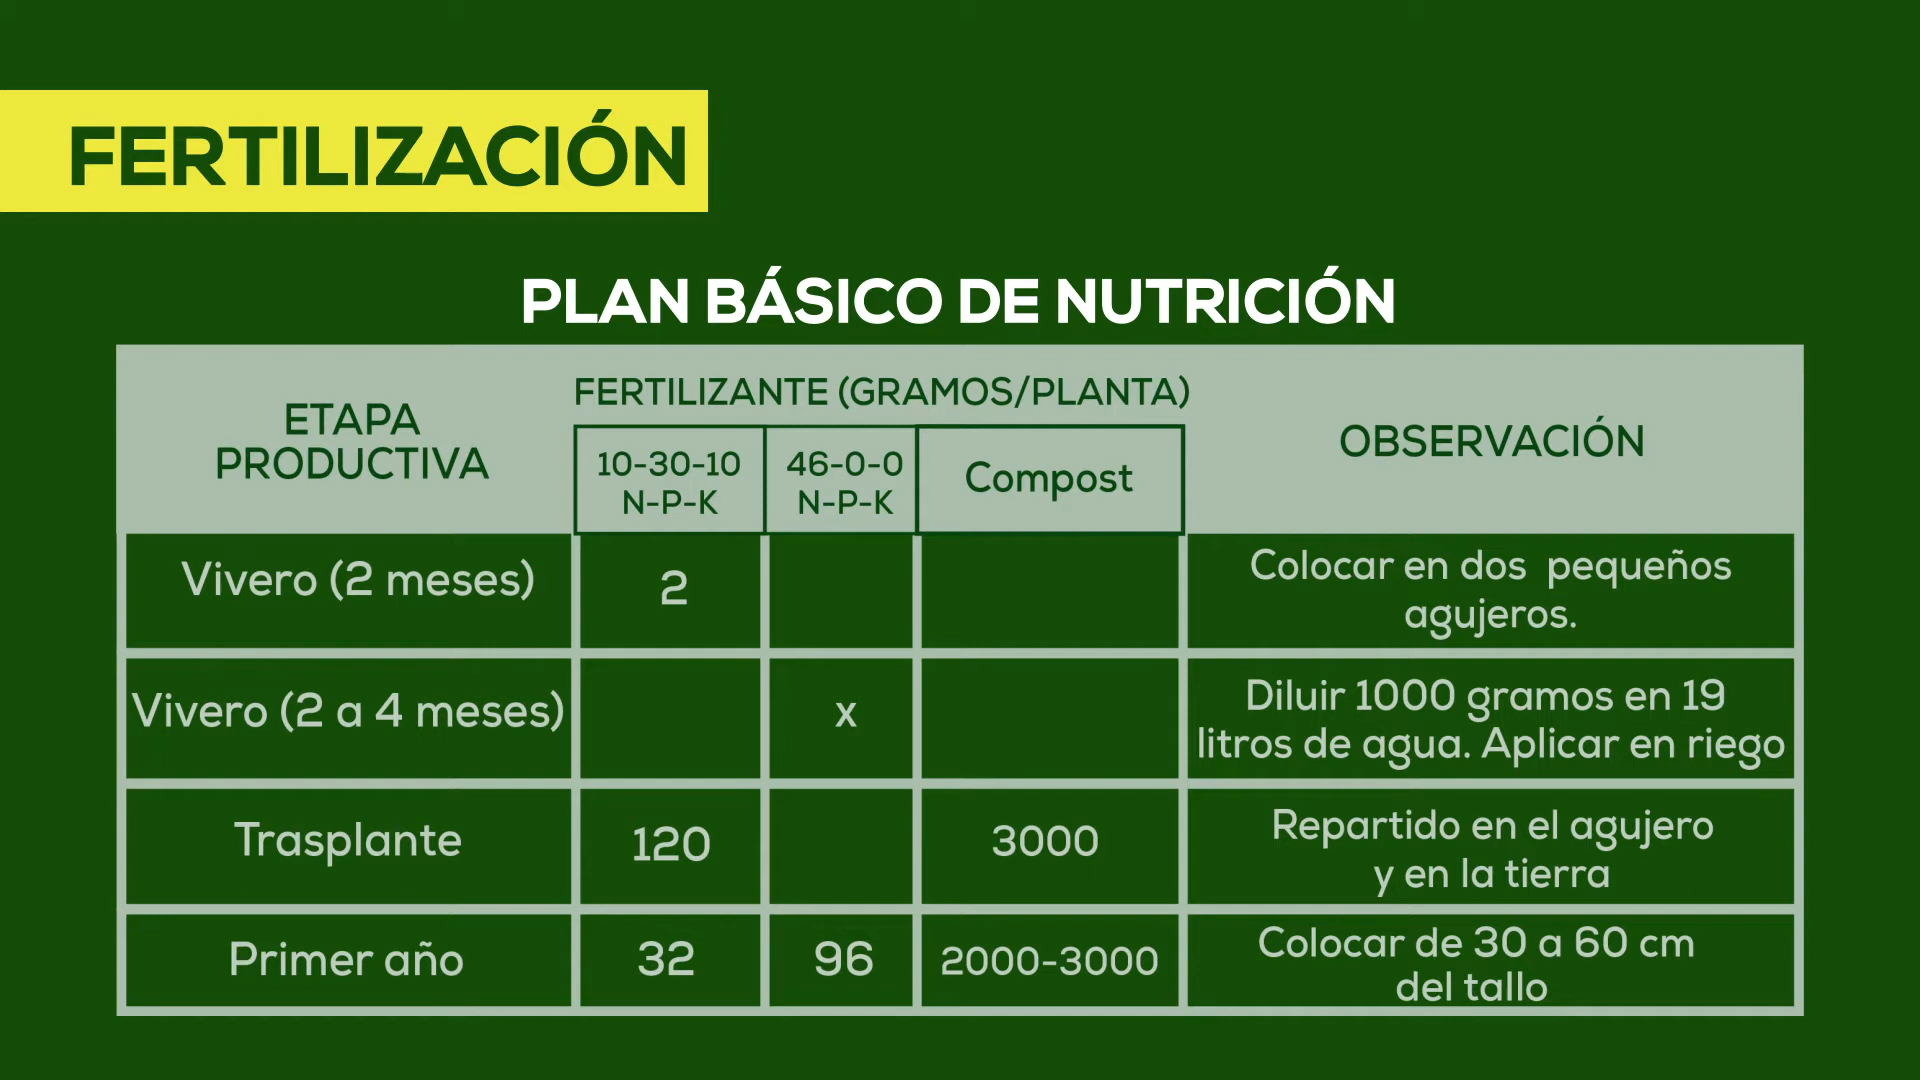 FERTILIZACIÓN
PLAN BÁSICO DE NUTRICIÓN
ETAPA
PRODUCTIVA
FERTILIZANTE (GRAMOS/PLANTA)
10-30-10
N-P-K
46-0-0
N-P-K
Compost
OBSERVACIÓN
Vivero (2 meses)
2
Colocar en dos pequeños
agujeros.
Vivero (2 a 4 meses)
x
Diluir 1000 gramos en 19
litros de agua. Aplicar en riego
Trasplante
120
3000
Repartido en el agujero
y en la tierra
Primer año
32
96
2000-3000
Colocar de 30 a 60 cm
del tallo